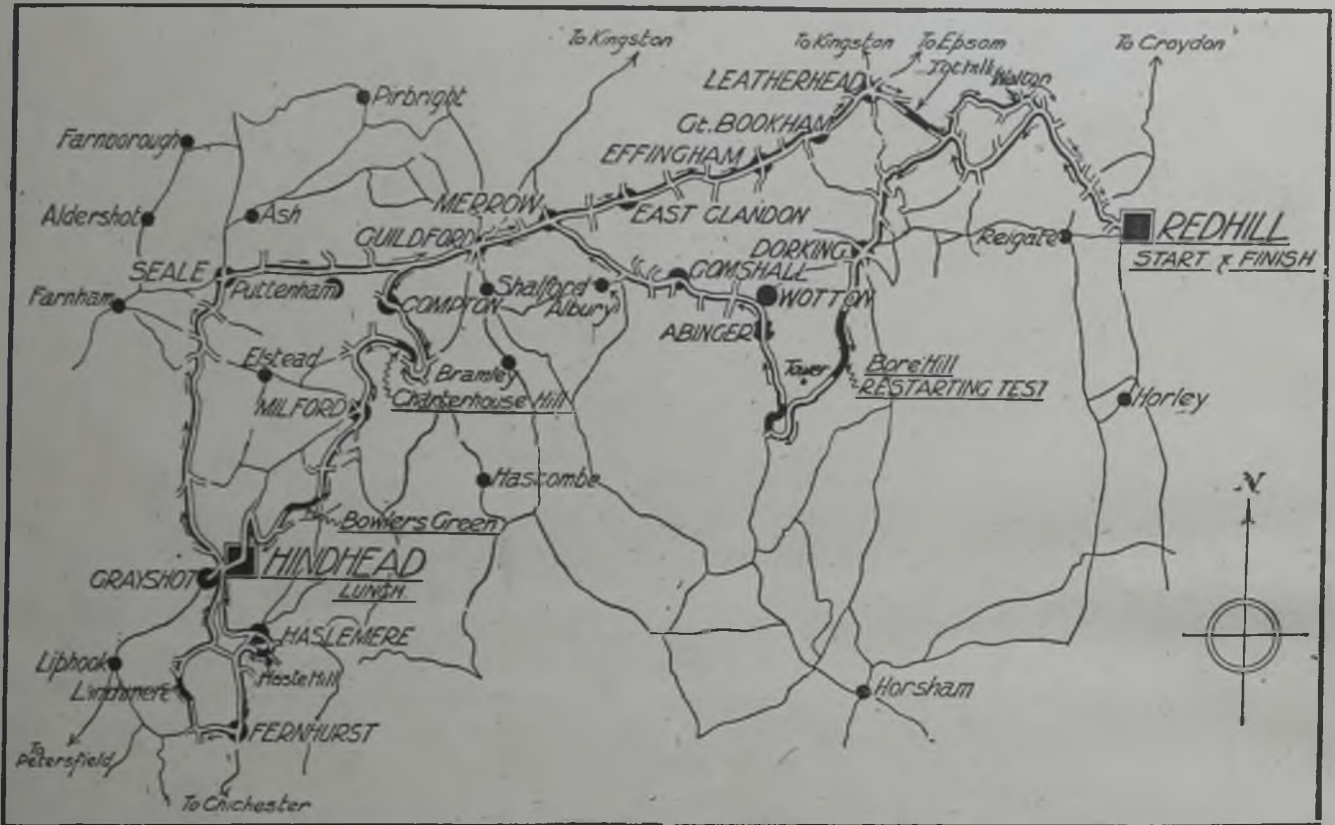 To Kingston
To Kingston
To Epsom
To Croydon
Tothill
Walton
LEATHERHEAD
Pirbright
Gt. BOOKHAM
Farnborough
EFFINGHAM
MERROW
EAST CLANDON
Aldershot
Ash
GUILDFORD
DORKING
Reigate
REDHILL
START & FINISH
SEALE
Puttenham
Shalford
GOMSHALL
Farnham
COMPTON
Albury
WOTTON
ABINGER
Elstead
Bramley
Tower
Bore Hill
RESTARTING TEST
Charterhouse Hill
MILFORD
Horley
Hascombe
N
Bowlers Green
HINDHEAD
LUNCH.
GRAYSHOT
HASLEMERE
Liphook
Linchmere
Haste Hill
Horsham
FERNHURST
To
Petersfield
To Chichester